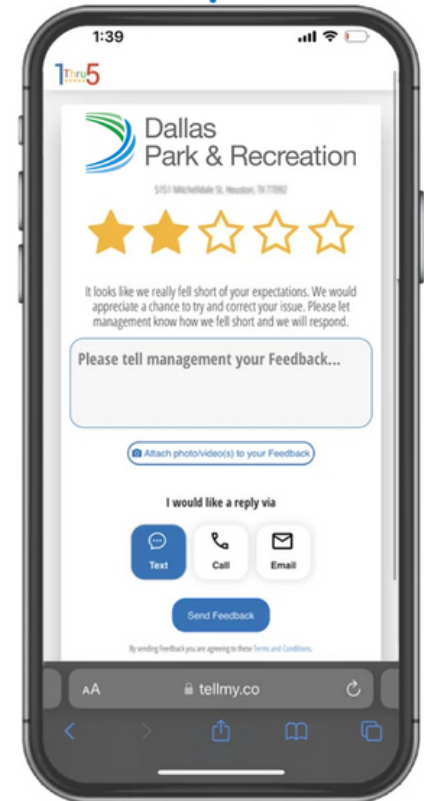 1:39
1Thru5
Dallas
Park & Recreation
Houston, TX 77092
It looks like we really fell short of your expectations. We would
appreciate a chance to try and correct your issue. Please let
management know how we fell short and we will respond.
Please tell management your Feedback...
Attach photo/video(s) to your Feedback
I would like a reply via
Text Call Email
Send Feedback
By sending Feedback you are agreeing to these Terms and Conditions.
AA tellmy.co